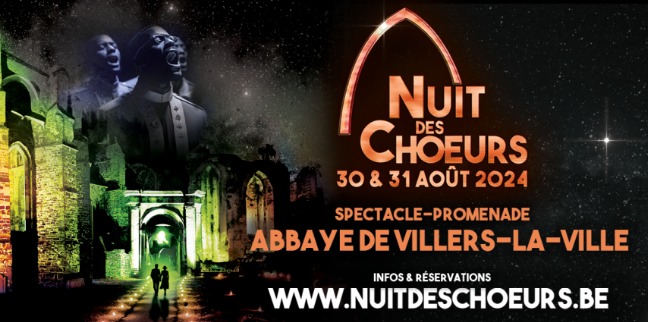 NUIT
DES
CHOEURS
30 & 31 AOÛT 2024
SPECTACLE-PROMENADE
ABBAYE DE VILLERS-LA-VILLE
INFOS & RÉSERVATIONS
WWW.NUITDESCHOEURS.BE